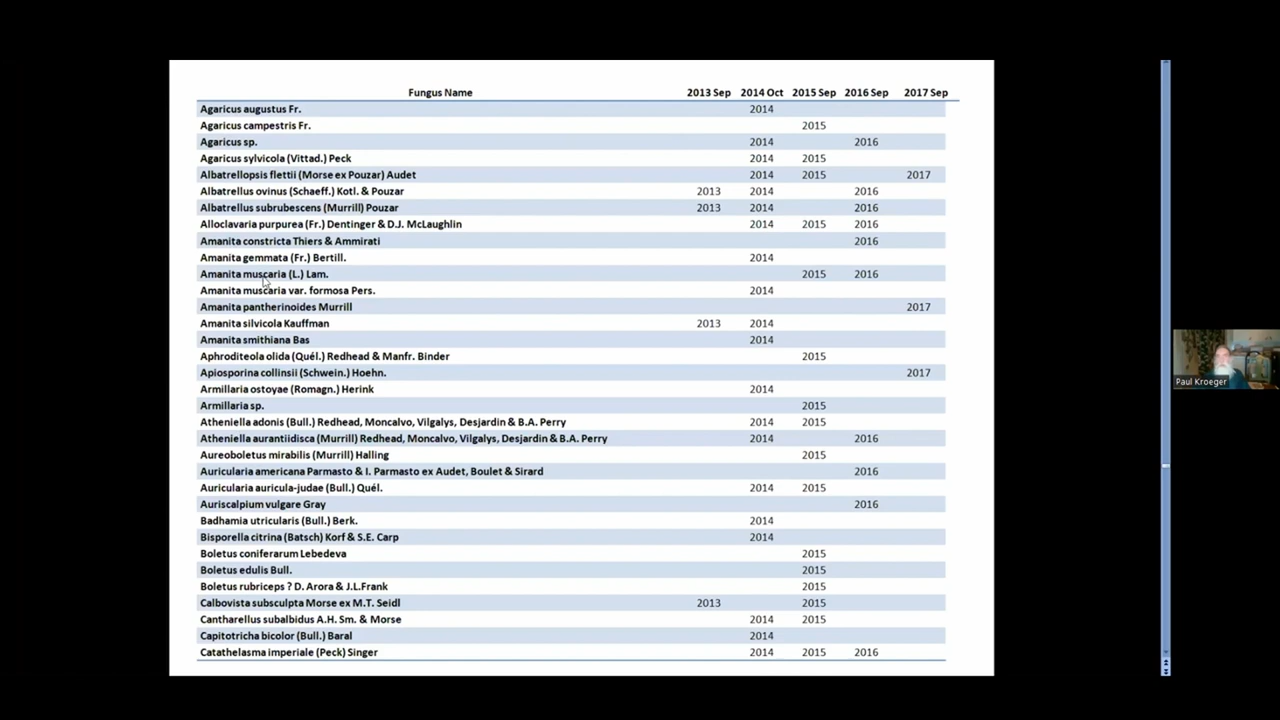 Fungus Name 2013 Sep 2014 Oct 2015 Sep 2016 Sep 2017 Sep
Agaricus augustus Fr. 2014
Agaricus campestris Fr. 2015
Agaricus sp. 2014 2016
Agaricus sylvicola (Vittad.) Peck 2014 2015
Albatrellopsis flettii (Morse ex Pouzar) Audet 2014 2015 2017
Albatrellus ovinus (Schaeff.) Kotl. & Pouzar 2013 2014 2016
Albatrellus subrubescens (Murrill) Pouzar 2013 2014 2016
Alloclavaria purpurea (Fr.) Dentinger & D.J. McLaughlin 2014 2015 2016
Amanita constricta Thiers & Ammirati 2016
Amanita gemmata (Fr.) Bertill. 2014
Amanita muscaria (L.) Lam. 2015 2016
Amanita muscaria var. formosa Pers. 2014
Amanita pantherinoides Murrill 2017
Amanita silvicola Kauffman 2013 2014
Amanita smithiana Bas 2014
Aphroditeola olida (Quél.) Redhead & Manfr. Binder 2015
Apiosporina collinsii (Schwein.) Hoehn. 2017
Armillaria ostoyae (Romagn.) Herink 2014
Armillaria sp. 2015
Atheniella adonis (Bull.) Redhead, Moncalvo, Vilgalys, Desjardin & B.A. Perry 2014 2015
Atheniella aurantiidisca (Murrill) Redhead, Moncalvo, Vilgalys, Desjardin & B.A. Perry 2014 2016
Aureoboletus mirabilis (Murrill) Halling 2015
Auricularia americana Parmasto & I. Parmasto ex Audet, Boulet & Sirard 2016
Auricularia auricula-judae (Bull.) Quél. 2014 2015
Auriscalpium vulgare Gray 2016
Badhamia utricularis (Bull.) Berk. 2014
Bisporella citrina (Batsch) Korf & S.E. Carp 2014
Boletus coniferarum Lebedeva 2015
Boletus edulis Bull. 2015
Boletus rubriceps ? D. Arora & J.L.Frank 2015
Calbovista subsculpta Morse ex M.T. Seidl 2013 2015
Cantharellus subalbidus A.H. Sm. & Morse 2014 2015
Capitotricha bicolor (Bull.) Baral 2014
Catathelasma imperiale (Peck) Singer 2014 2015 2016
Paul Kroeger